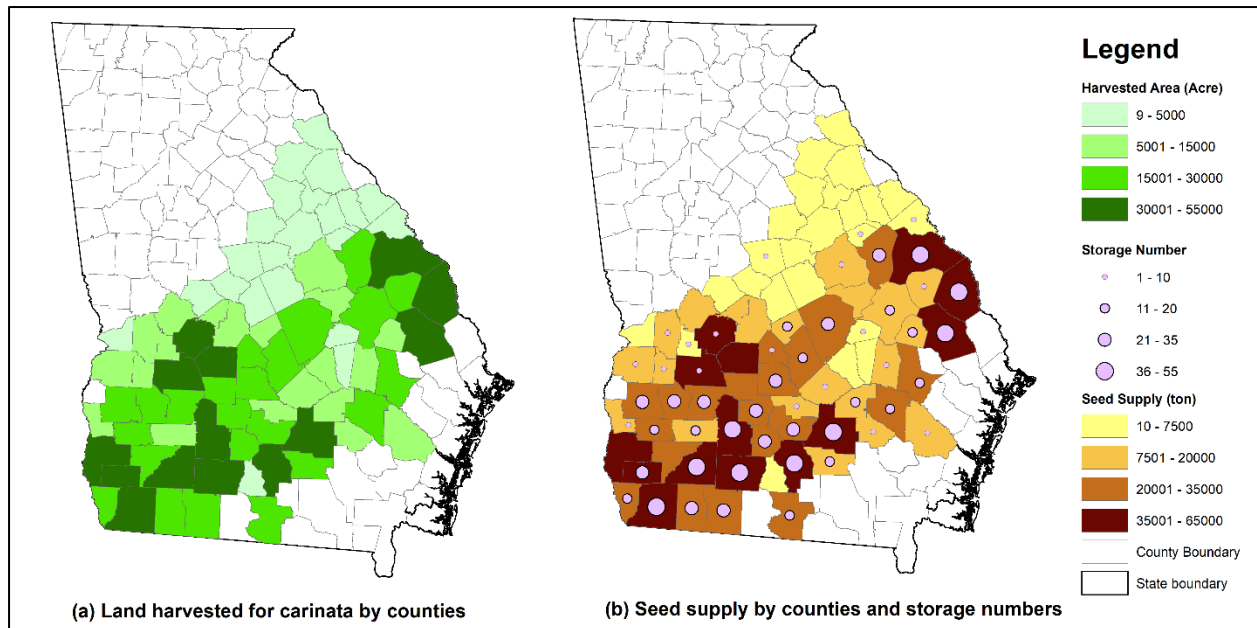 Legend
Harvested Area (Acre)
9 - 5000
5001 - 15000
15001 - 30000
30001 - 55000
Storage Number
1 - 10
11 - 20
21 - 35
36 - 55
Seed Supply (ton)
10 - 7500
7501 - 20000
20001 - 35000
35001 - 65000
County Boundary
State boundary
(a) Land harvested for carinata by counties
(b) Seed supply by counties and storage numbers